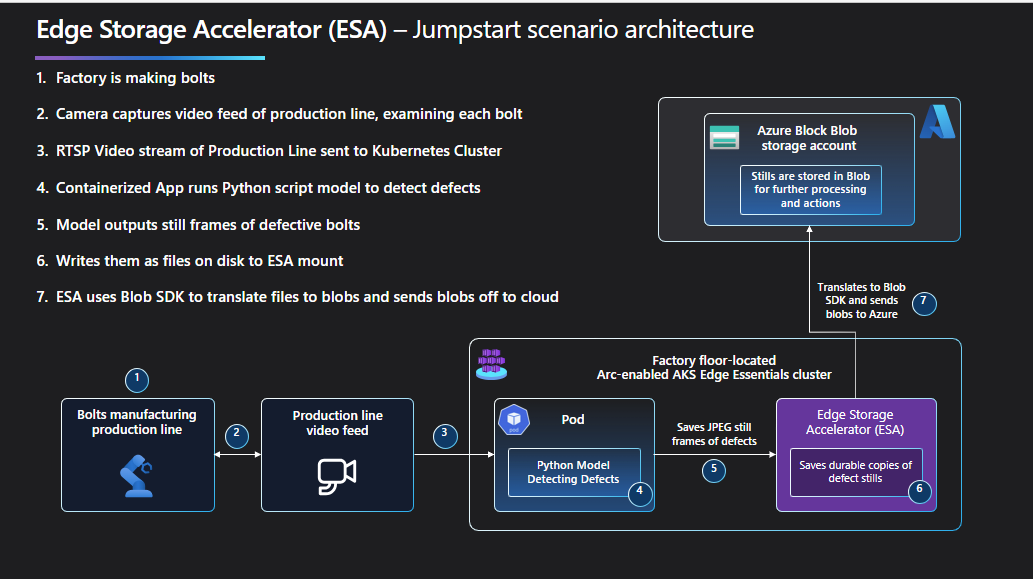 Edge Storage Accelerator (ESA) – Jumpstart scenario architecture
1. Factory is making bolts
2. Camera captures video feed of production line, examining each bolt
3. RTSP Video stream of Production Line sent to Kubernetes Cluster
4. Containerized App runs Python script model to detect defects
5. Model outputs still frames of defective bolts
6. Writes them as files on disk to ESA mount
7. ESA uses Blob SDK to translate files to blobs and sends blobs off to cloud
Azure Block Blob
storage account
Stills are stored in Blob
for further processing
and actions
Translates to Blob
SDK and sends
blobs to Azure
7
Factory floor-located
Arc-enabled AKS Edge Essentials cluster
1
Bolts manufacturing
production line
2
Production line
video feed
3
pod
Pod
Python Model
Detecting Defects
4
Saves JPEG still
frames of defects
5
Edge Storage
Accelerator (ESA)
Saves durable copies of
defect stills
6